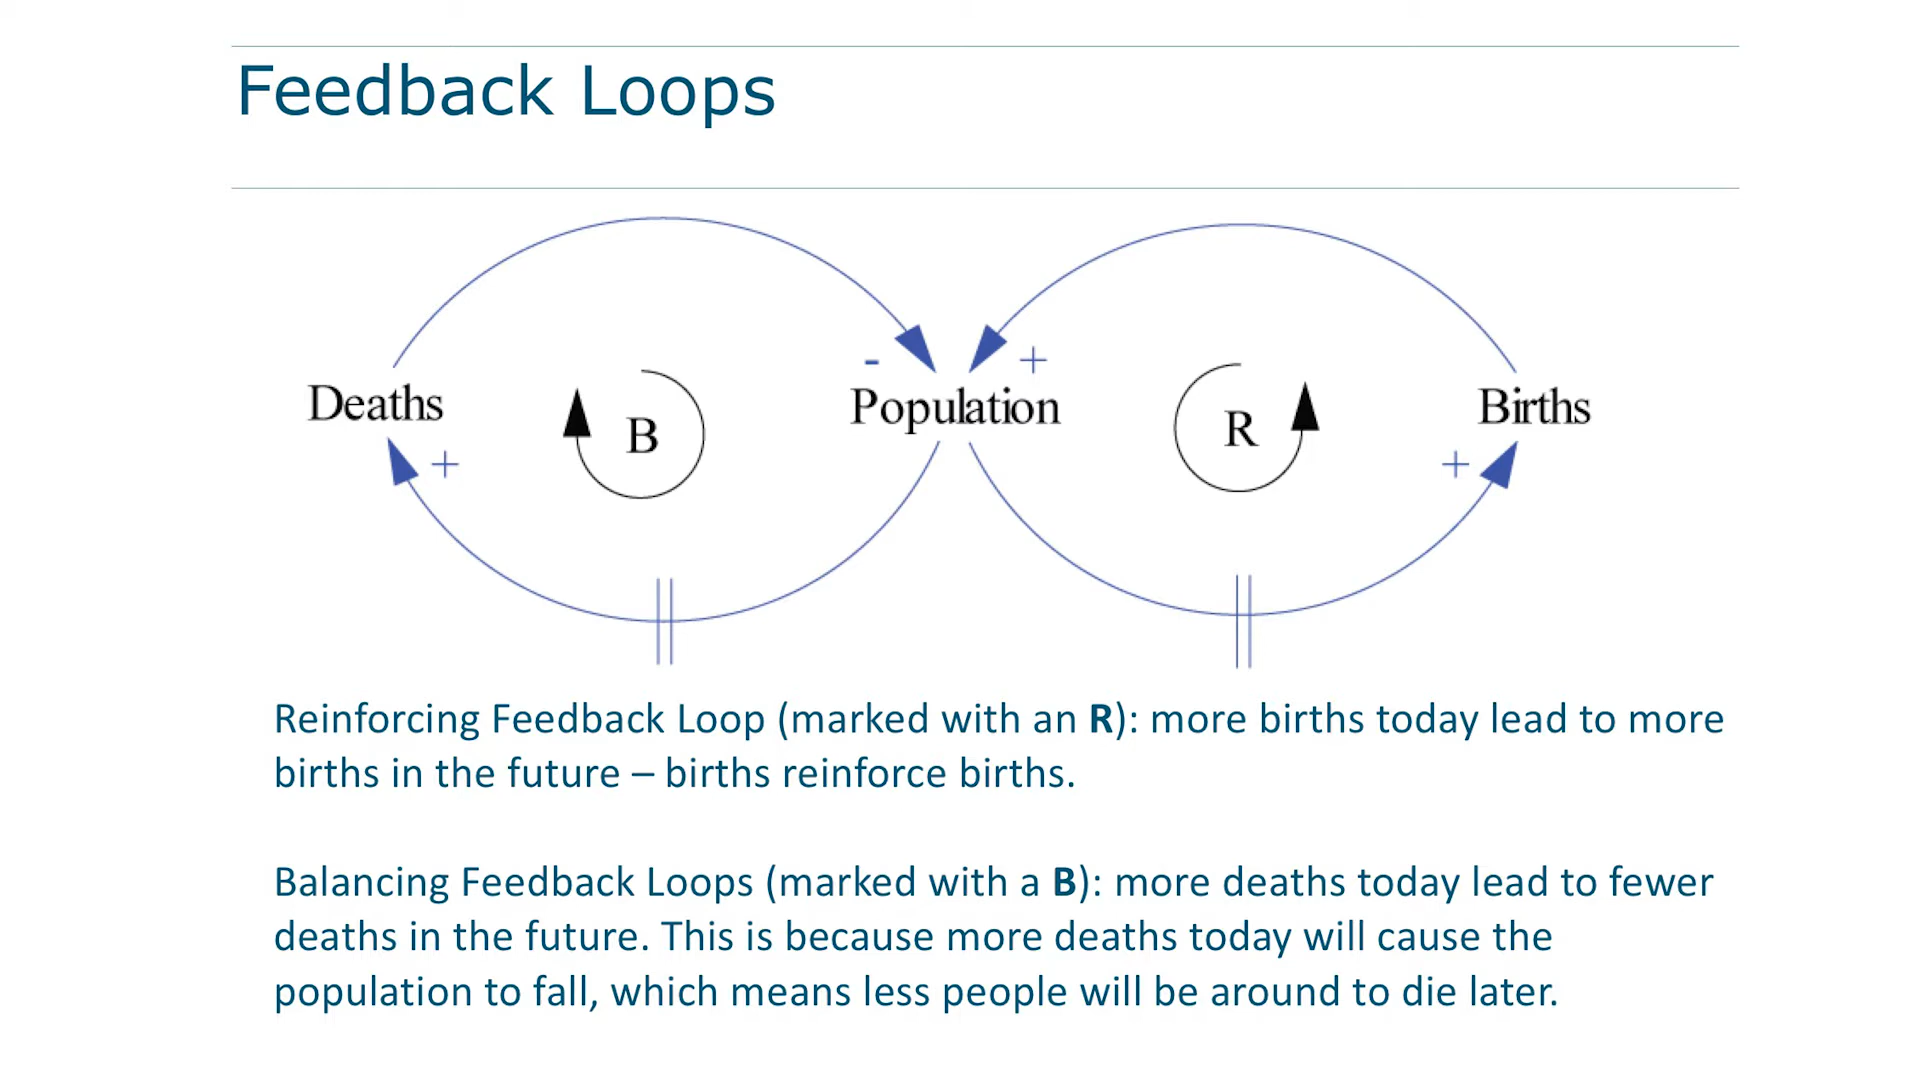 Feedback Loops
- +
Deaths B Population R Births
+ +
Reinforcing Feedback Loop (marked with an R): more births today lead to more
births in the future – births reinforce births.
Balancing Feedback Loops (marked with a B): more deaths today lead to fewer
deaths in the future. This is because more deaths today will cause the
population to fall, which means less people will be around to die later.